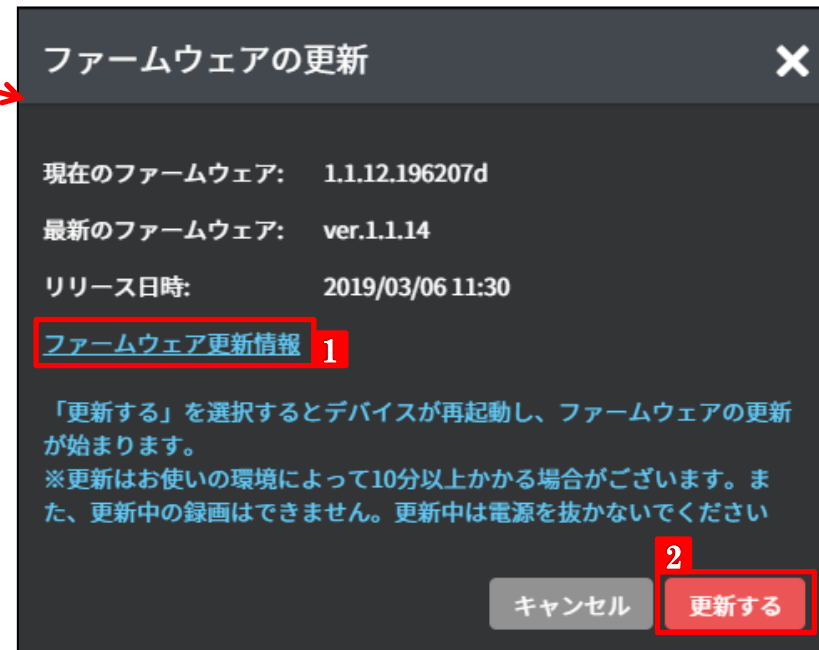 ファームウェアの更新
現在のファームウェア: 1.1.12.196207d
最新のファームウェア: ver.1.1.14
リリース日時: 2019/03/06 11:30
ファームウェア更新情報 1
「更新する」を選択するとデバイスが再起動し、ファームウェアの更新
が始まります。
※更新はお使いの環境によって10分以上かかる場合がございます。ま
た、更新中の録画はできません。更新中は電源を抜かないでください
2
キャンセル 更新する